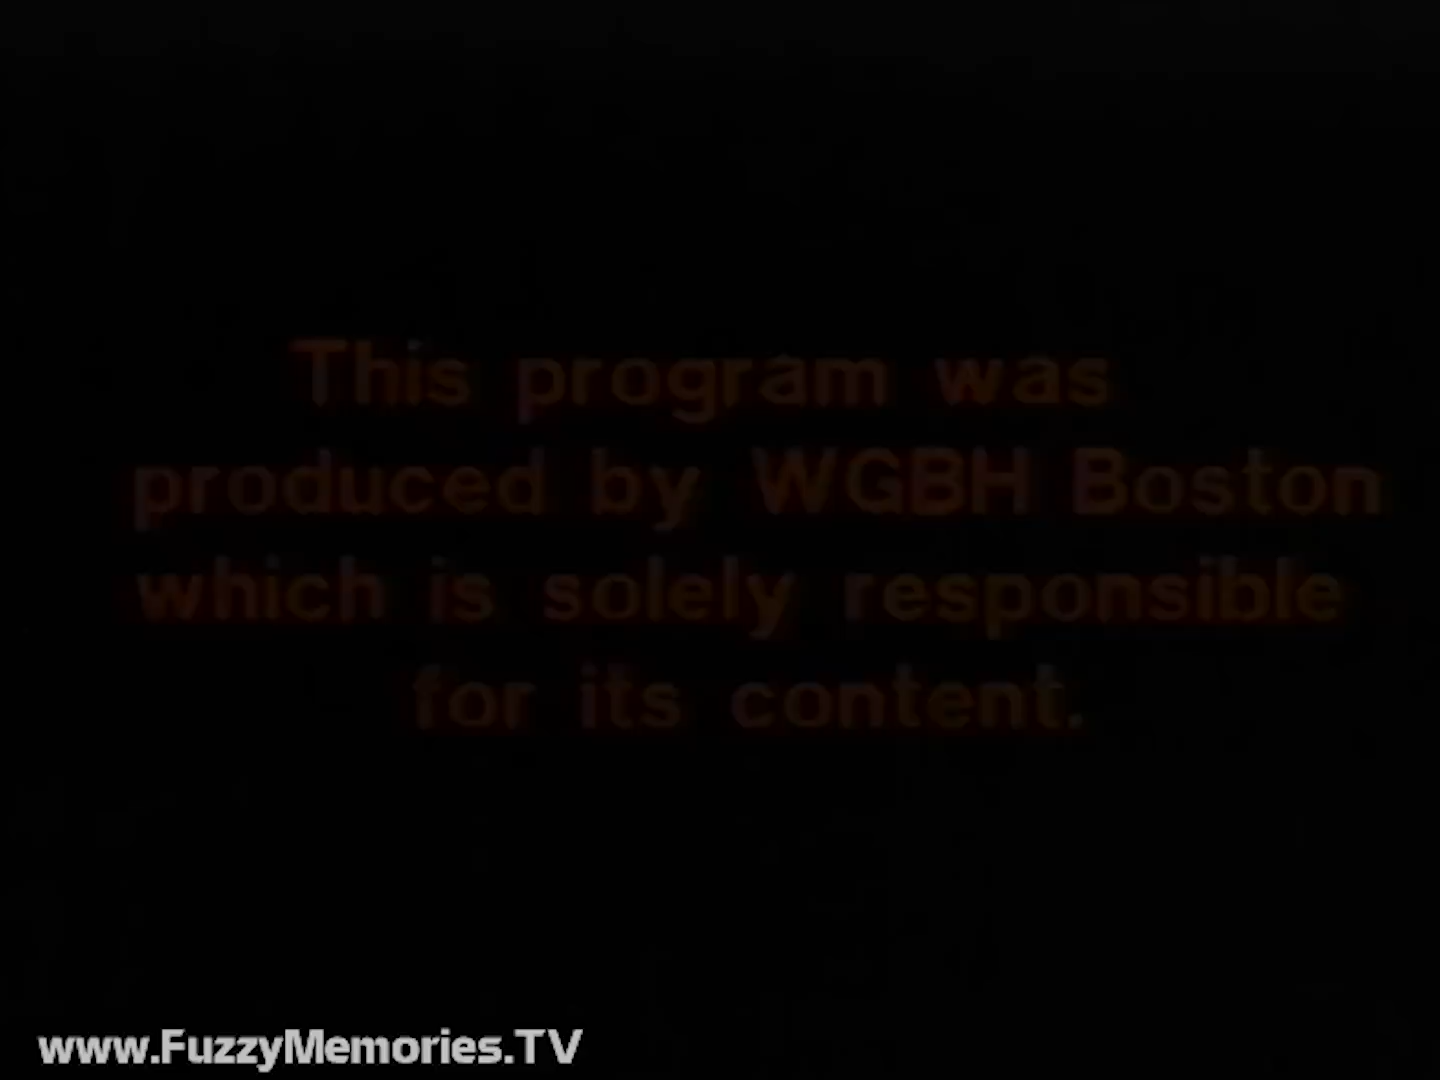 This program was
produced by WGBH Boston
which is solely responsible
for its content.
www.FuzzyMemories.TV